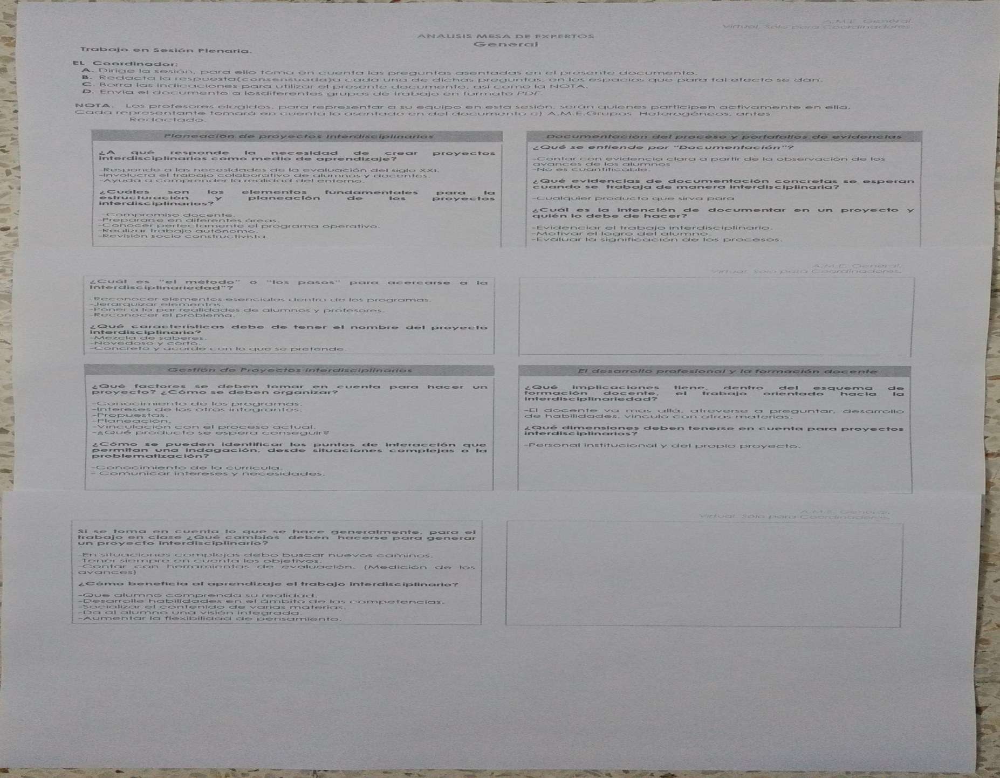 A.M.E. General.
Virtual. Sólo para Coordinadores.
ANALISIS MESA DE EXPERTOS
General
Trabajo en Sesión Plenaria.
EL Coordinador:
A. Dirige la sesión, para ello toma en cuenta las preguntas asentadas en el presente documento.
B. Redacta la respuesta(consensuada)a cada una de dichas preguntas, en los espacios que para tal efecto se dan.
C. Borra las indicaciones para utilizar el presente documento, así como la NOTA.
D. Envía el documento a losdiferentes grupos de trabajo en formato PDF.
NOTA. Los profesores elegidos, para representar a su equipo en esta sesión, serán quienes participen activamente en ella.
Cada representante tomará en cuenta lo asentado en del documento c) A.M.E.Grupos Heterogéneos, antes
Redactado.
Planeación de proyectos Interdisciplinarios
¿A qué responde la necesidad de crear proyectos
interdisciplinarios como medio de aprendizaje?
-Responde a las necesidades de la evaluación del siglo XXI.
-Involucra el trabajo colaborativo de alumnos y docentes.
-Ayuda a comprender la realidad del entorno.
¿Cuáles son los elementos fundamentales para la
estructuración y planeación de los proyectos
interdisciplinarios?
-Compromiso docente.
-Prepararse en diferentes áreas.
-Conocer perfectamente el programa operativo.
-Realizar trabajo autónomo.
-Revisión socio constructivista.
Documentación del proceso y portafolios de evidencias
¿Qué se entiende por "Documentación"?
-Contar con evidencia clara a partir de la observación de los
avances de los alumnos
-No es cuantificable.
¿Qué evidencias de documentación concretas se esperan
cuando se trabaja de manera interdisciplinaria?
-Cualquier producto que sirva para
¿Cuál es la intención de documentar en un proyecto y
quién lo debe de hacer?
-Evidenciar el trabajo interdisciplinario.
-Motivar el logro del alumno.
-Evaluar la significación de los procesos.
A.M.E. General.
Virtual. Sólo para Coordinadores.
¿Cuál es "el método" o "los pasos" para acercarse a la
Interdisciplinariedad"?
-Reconocer elementos esenciales dentro de los programas.
-Jerarquizar elementos.
-Poner a la par realidades de alumnos y profesores.
-Reconocer el problema.
¿Qué características debe de tener el nombre del proyecto
interdisciplinario?
-Mezcla de saberes.
-Novedoso y corto.
-Concreto y acorde con lo que se pretende.
Gestión de Proyectos interdisciplinarios
¿Qué factores se deben tomar en cuenta para hacer un
proyecto? ¿Cómo se deben organizar?
-Conocimiento de los programas.
-Intereses de los otros integrantes.
-Propuestas.
-Planeación.
-Vinculación con el proceso actual.
-¿Qué producto se espera conseguir?
¿Cómo se pueden identificar los puntos de interacción que
permitan una indagación, desde situaciones complejas o la
problematización?
-Conocimiento de la currícula.
- Comunicar intereses y necesidades.
El desarrollo profesional y la formación docente
¿Qué implicaciones tiene, dentro del esquema de
formación docente, el trabajo orientado hacia la
interdisciplinariedad?
-El docente va mas allá, atreverse a preguntar, desarrollo
de habilidades, vínculo con otras materias.
¿Qué dimensiones deben tenerse en cuenta para proyectos
interdisciplinarios?
-Personal institucional y del propio proyecto.
A.M.E. General.
Virtual. Sólo para Coordinadores.
Si se toma en cuenta lo que se hace generalmente, para el
trabajo en clase ¿Qué cambios deben hacerse para generar
un proyecto interdisciplinario?
-En situaciones complejas debo buscar nuevos caminos.
-Tener siempre en cuenta los objetivos.
-Contar con herramientas de evaluación. (Medición de los
avances)
¿Cómo beneficia al aprendizaje el trabajo interdisciplinario?
-Que alumno comprenda su realidad.
-Desarrolle habilidades en el ámbito de las competencias.
-Socializar el contenido de varias materias.
-Da al alumno una visión integrada.
-Aumentar la flexibilidad de pensamiento.